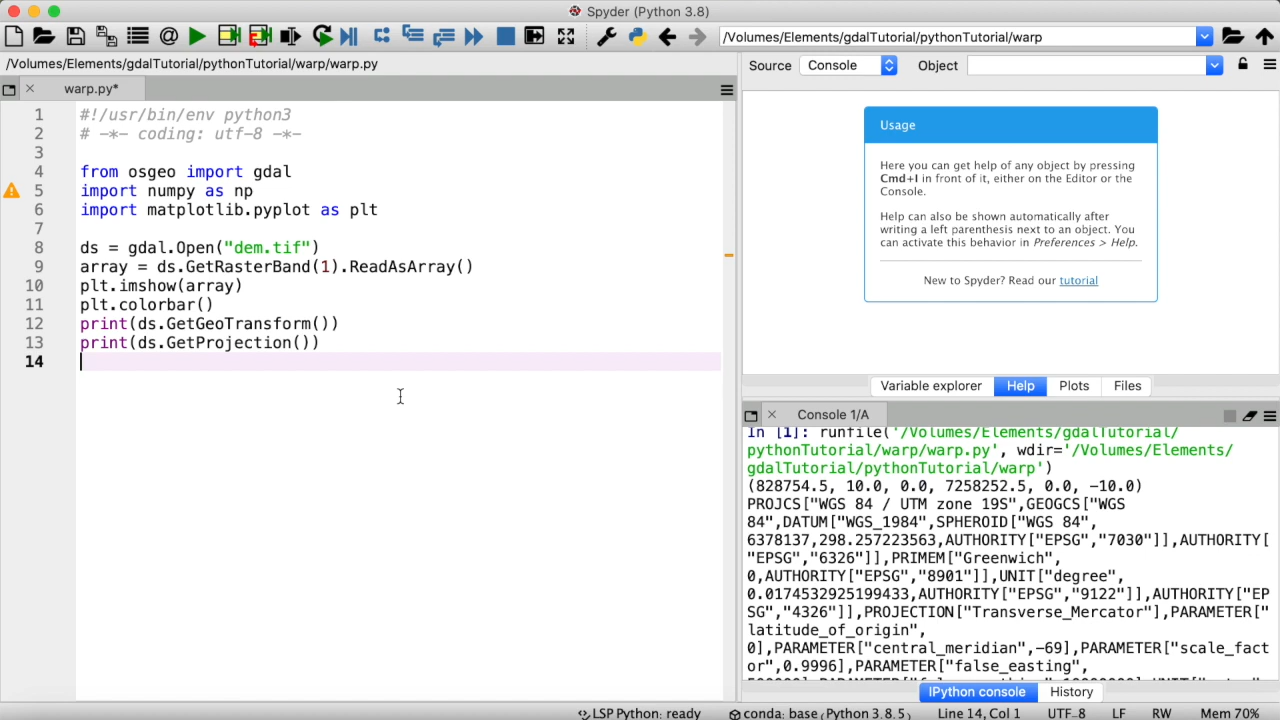 Spyder (Python 3.8)
/Volumes/Elements/gdalTutorial/pythonTutorial/warp
/Volumes/Elements/gdalTutorial/pythonTutorial/warp/warp.py
warp.py*
1 #!/usr/bin/env python3
2 # -*- coding: utf-8 -*-
3
4 from osgeo import gdal
5 import numpy as np
6 import matplotlib.pyplot as plt
7
8 ds = gdal.Open("dem.tif")
9 array = ds.GetRasterBand(1).ReadAsArray()
10 plt.imshow(array)
11 plt.colorbar()
12 print(ds.GetGeoTransform())
13 print(ds.GetProjection())
14
Source Console Object
Usage
Here you can get help of any object by pressing
Cmd+I in front of it, either on the Editor or the
Console.
Help can also be shown automatically after
writing a left parenthesis next to an object. You
can activate this behavior in Preferences > Help.
New to Spyder? Read our tutorial
Variable explorer Help Plots Files
Console 1/A
In [1]: runfile('/Volumes/Elements/gdalTutorial/
pythonTutorial/warp/warp.py', wdir='/Volumes/Elements/
gdalTutorial/pythonTutorial/warp')
(828754.5, 10.0, 0.0, 7258252.5, 0.0, -10.0)
PROJCS["WGS 84 / UTM zone 19S",GEOGCS["WGS
84",DATUM["WGS_1984",SPHEROID["WGS 84",
6378137,298.257223563,AUTHORITY["EPSG","7030"]],AUTHORITY[
"EPSG","6326"]],PRIMEM["Greenwich",
0,AUTHORITY["EPSG","8901"]],UNIT["degree",
0.0174532925199433,AUTHORITY["EPSG","9122"]],AUTHORITY["EP
SG","4326"]],PROJECTION["Transverse_Mercator"],PARAMETER["
latitude_of_origin",
0],PARAMETER["central_meridian",-69],PARAMETER["scale_fact
or",0.9996],PARAMETER["false_easting",
IPython console History
LSP Python: ready conda: base (Python 3.8.5) Line 14, Col 1 UTF-8 LF RW Mem 70%